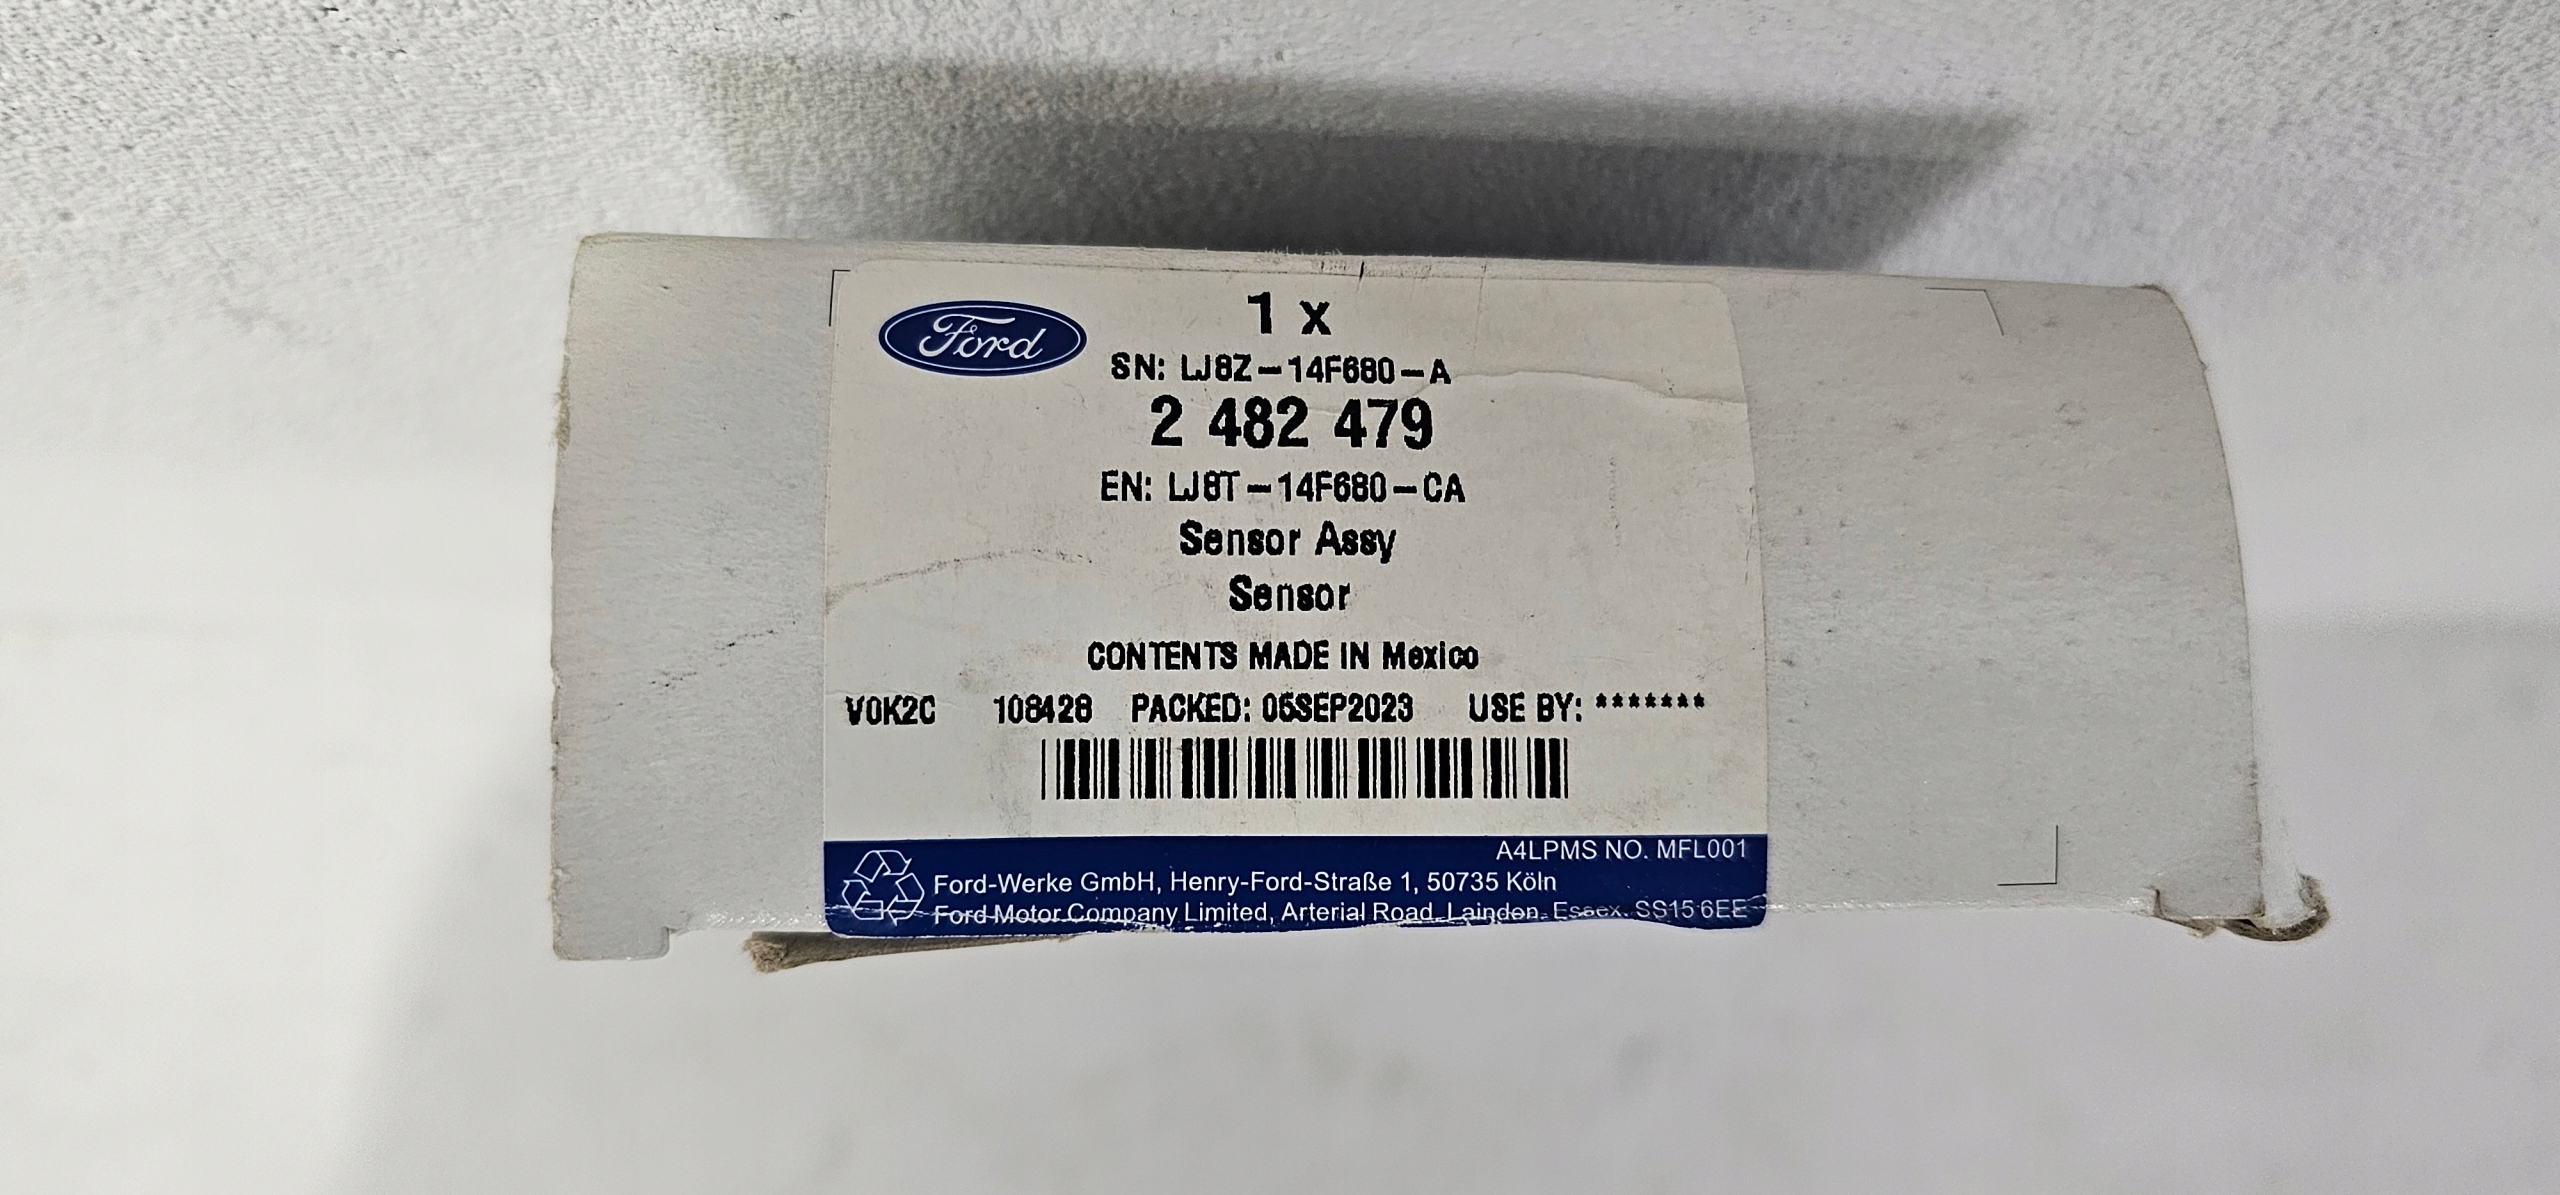 Ford
1 x
SN: LJ8Z-14F680-A
2 482 479
EN: LJ8T-14F680-CA
Sensor Assy
Sensor
CONTENTS MADE IN Mexico
V0K2C 108428 PACKED: 05SEP2023 USE BY: *******
A4LPMS NO. MFL001
Ford-Werke GmbH, Henry-Ford-Straße 1, 50735 Köln
Ford Motor Company Limited, Arterial Road, Laindon, Essex. SS15 6EE